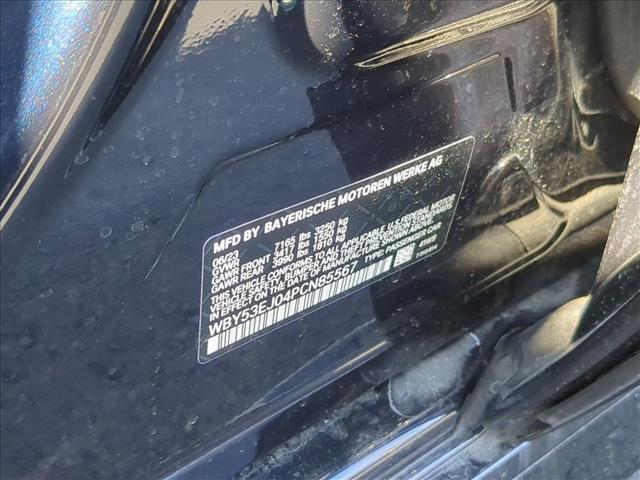 MFD BY BAYERISCHE MOTOREN WERKE AG
06/23
GVWR 7165 lbs 3250 kg
GAWR FRONT 3417 lbs 1550 kg
GAWR REAR 3990 lbs 1810 kg
THIS VEHICLE CONFORMS TO ALL APPLICABLE U.S. FEDERAL MOTOR
VEHICLE SAFETY, BUMPER, AND THEFT PREVENTION STANDARDS
IN EFFECT ON THE DATE OF MANUFACTURE SHOWN ABOVE.
WBY53EJ04PCN85567 TYPE: PASSENGER CAR